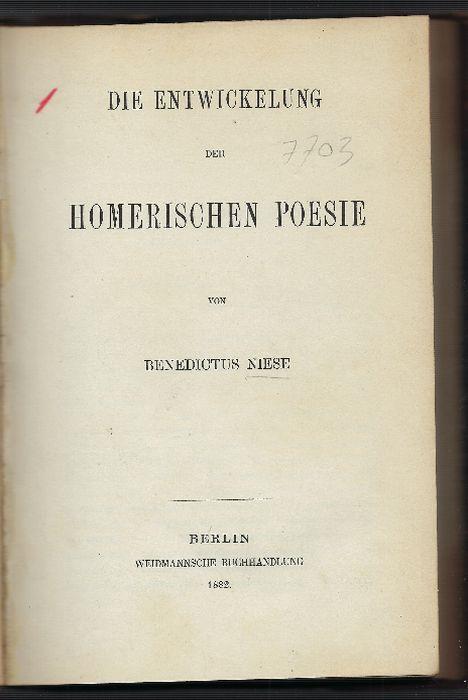 DIE ENTWICKELUNG
DER
7703
HOMERISCHEN POESIE
VON
BENEDICTUS NIESE
BERLIN
WEIDMANNSCHE BUCHHANDLUNG
1882.